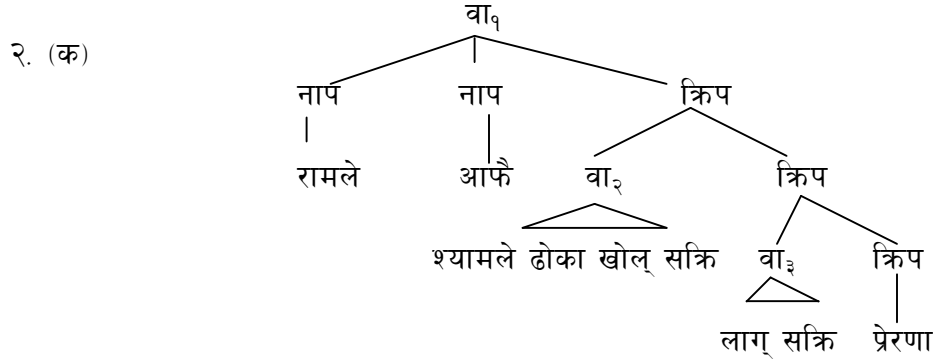 वा१
२. (क)
नाप नाप क्रिप
रामले आफै वा२ क्रिप
श्यामले ढोका खोल् सक्रि वा३ क्रिप
लाग् सक्रि प्रेरणा